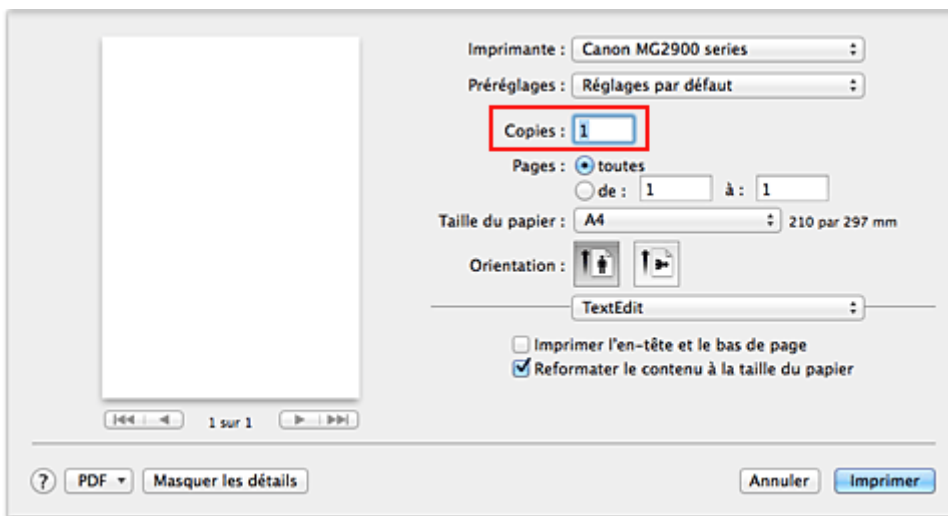 Imprimante : Canon MG2900 series
Préréglages : Réglages par défaut
Copies : 1
Pages : toutes
de : 1 à : 1
Taille du papier : A4 210 par 297 mm
Orientation :
TextEdit
Imprimer l'en-tête et le bas de page
Reformater le contenu à la taille du papier
1 sur 1
? PDF Masquer les détails Annuler Imprimer